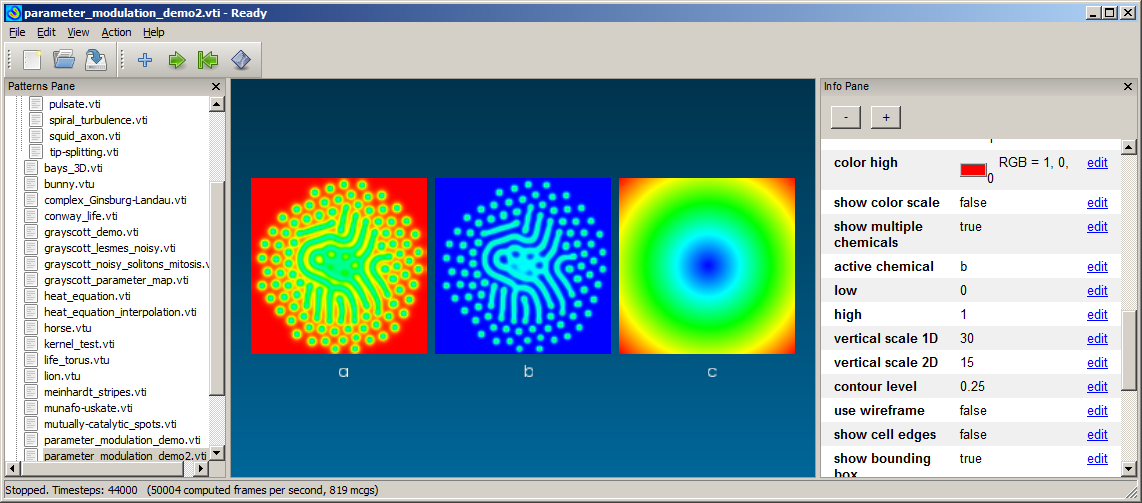 parameter_modulation_demo2.vti - Ready
File Edit View Action Help
Patterns Pane
pulsate.vti
spiral_turbulence.vti
squid_axon.vti
tip-splitting.vti
bays_3D.vti
bunny.vtu
complex_Ginsburg-Landau.vti
conway_life.vti
grayscott_demo.vti
grayscott_lesmes_noisy.vti
grayscott_noisy_solitons_mitosis.v
grayscott_parameter_map.vti
heat_equation.vti
heat_equation_interpolation.vti
horse.vtu
kernel_test.vti
life_torus.vtu
lion.vtu
meinhardt_stripes.vti
munafo-uskate.vti
mutually-catalytic_spots.vti
parameter_modulation_demo.vti
parameter_modulation_demo2.vti
a b c
Info Pane
- +
color high RGB = 1, 0, edit
0
show color scale false edit
show multiple true edit
chemicals
active chemical b edit
low 0 edit
high 1 edit
vertical scale 1D 30 edit
vertical scale 2D 15 edit
contour level 0.25 edit
use wireframe false edit
show cell edges false edit
show bounding true edit
box
Stopped. Timesteps: 44000 (50004 computed frames per second, 819 mcgs)